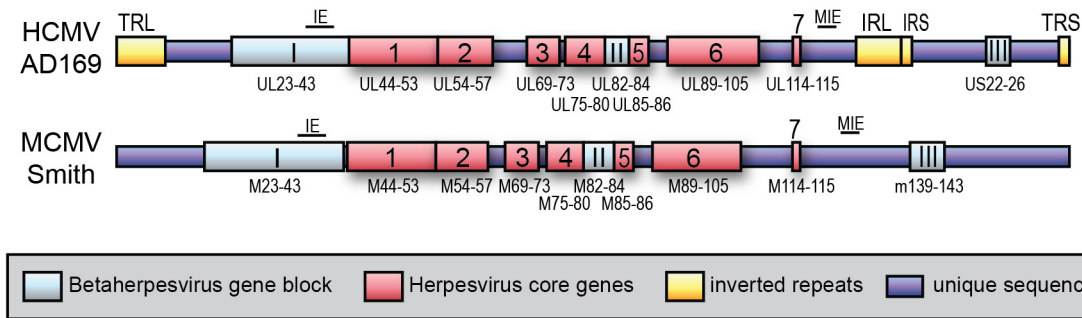 TRL IE 7 MIE IRL IRS TRS
HCMV
AD169
I 1 2 3 4 II 5 6 III
UL23-43 UL44-53 UL54-57 UL69-73 UL82-84 UL89-105 UL114-115 US22-26
UL75-80 UL85-86
IE 7 MIE
MCMV
Smith
I 1 2 3 4 II 5 6 III
M23-43 M44-53 M54-57 M69-73 M82-84 M89-105 M114-115 m139-143
M75-80 M85-86
Betaherpesvirus gene block Herpesvirus core genes inverted repeats unique sequenc